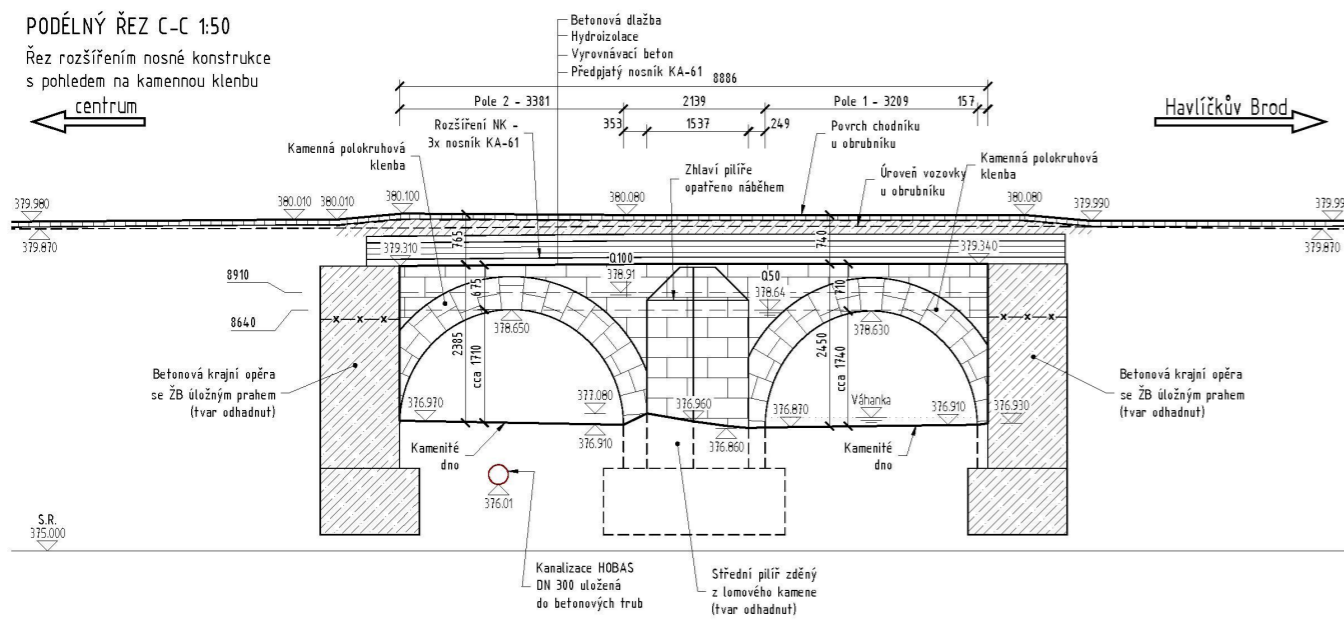 PODÉLNÝ ŘEZ C-C 1:50
Řez rozšířením nosné konstrukce
s pohledem na kamennou klenbu
centrum
Havlíčkův Brod
Betonová dlažba
Hydroizolace
Vyrovnávací beton
Předpjatý nosník KA-61
8886
Pole 2 - 3381
2139
Pole 1 - 3209
157
353
1537
249
Rozšíření NK -
3x nosník KA-61
Kamenná polokruhová
klenba
Zhlaví pilíře
opatřeno náběhem
Povrch chodníku
u obrubníku
Úroveň vozovky
u obrubníku
Kamenná polokruhová
klenba
379.980
380.010
380.010
380.100
380.080
380.080
379.990
379.99
379.870
379.870
765
740
379.310
379.340
Q100
378.91
Q50
378.64
8910
8640
675
710
378.650
378.630
2385
cca 1710
2450
cca 1740
Betonová krajní opěra
se ŽB úložným prahem
(tvar odhadnut)
Betonová krajní opěra
se ŽB úložným prahem
(tvar odhadnut)
376.970
377.080
376.910
376.960
376.860
376.870
Váhanka
376.910
376.930
Kamenité
dno
Kamenité
dno
376.01
S.R.
375.000
Kanalizace HOBAS
DN 300 uložená
do betonových trub
Střední pilíř zděný
z lomového kamene
(tvar odhadnut)